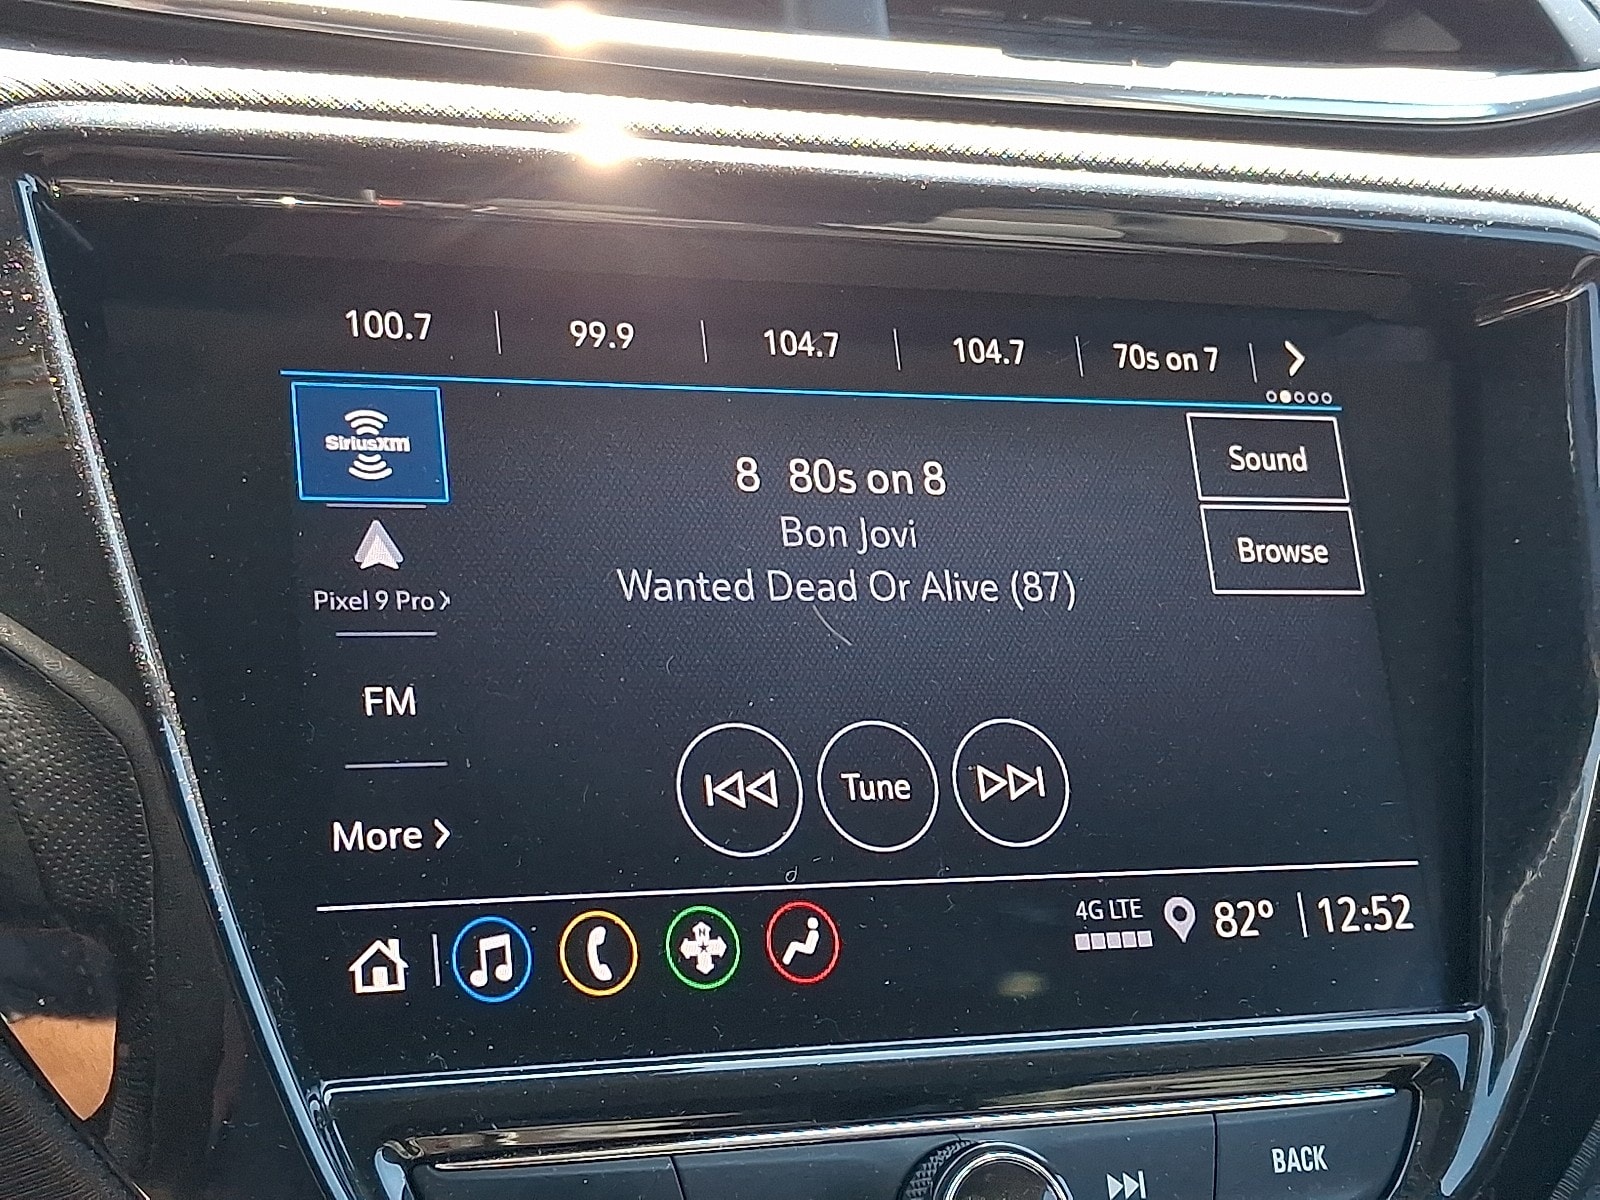 100.7 99.9 104.7 104.7 70s on 7
SiriusXM
Sound
8 80s on 8
Bon Jovi
Browse
Wanted Dead Or Alive (87)
Pixel 9 Pro
FM
Tune
More
N
4G LTE
82° 12:52
BACK